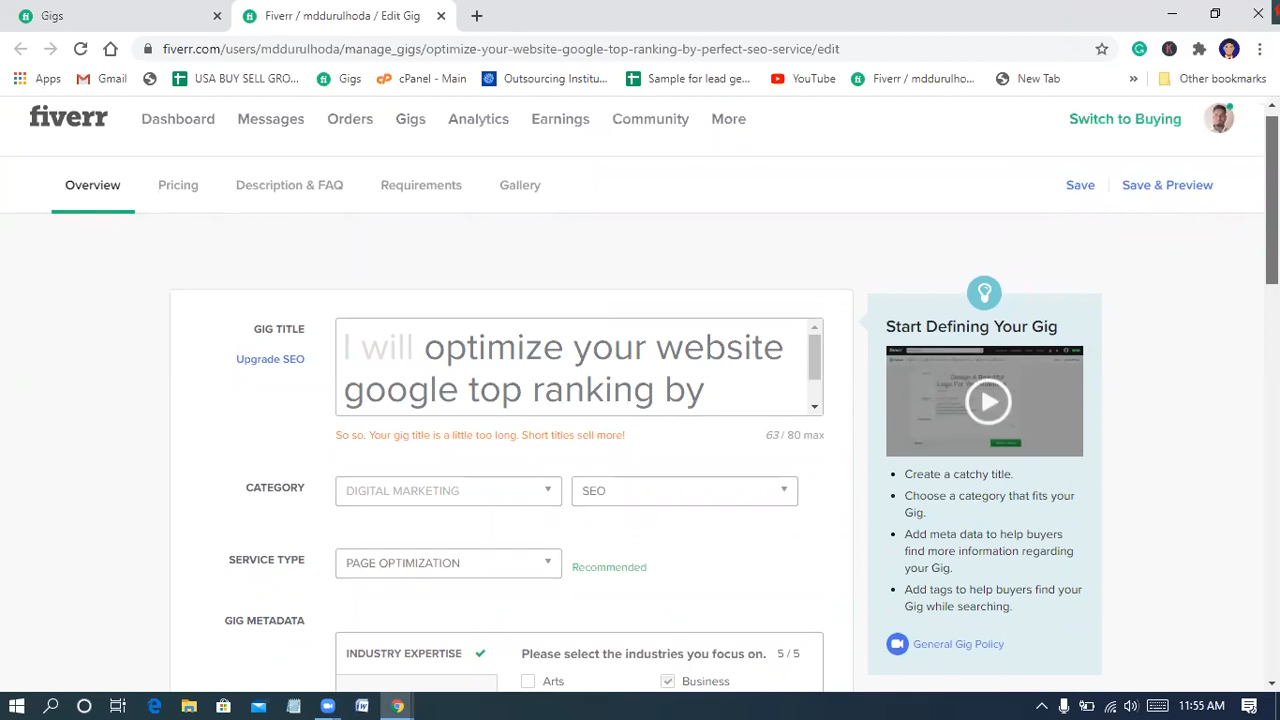 Gigs
Fiverr / mddurulhoda / Edit Gig
fiverr.com/users/mddurulhoda/manage_gigs/optimize-your-website-google-top-ranking-by-perfect-seo-service/edit
Apps Gmail USA BUY SELL GRO... Gigs cPanel - Main Outsourcing Institu... Sample for lead ge... YouTube Fiverr / mddurulho... New Tab » Other bookmarks
fiverr Dashboard Messages Orders Gigs Analytics Earnings Community More Switch to Buying
Overview Pricing Description & FAQ Requirements Gallery Save Save & Preview
GIG TITLE
Upgrade SEO
I will optimize your website
google top ranking by
So so. Your gig title is a little too long. Short titles sell more! 63 / 80 max
CATEGORY DIGITAL MARKETING SEO
SERVICE TYPE PAGE OPTIMIZATION Recommended
GIG METADATA
INDUSTRY EXPERTISE Please select the industries you focus on. 5 / 5
Arts Business
Start Defining Your Gig
Create a catchy title.
Choose a category that fits your
Gig.
Add meta data to help buyers
find more information regarding
your Gig.
Add tags to help buyers find your
Gig while searching.
General Gig Policy
11:55 AM